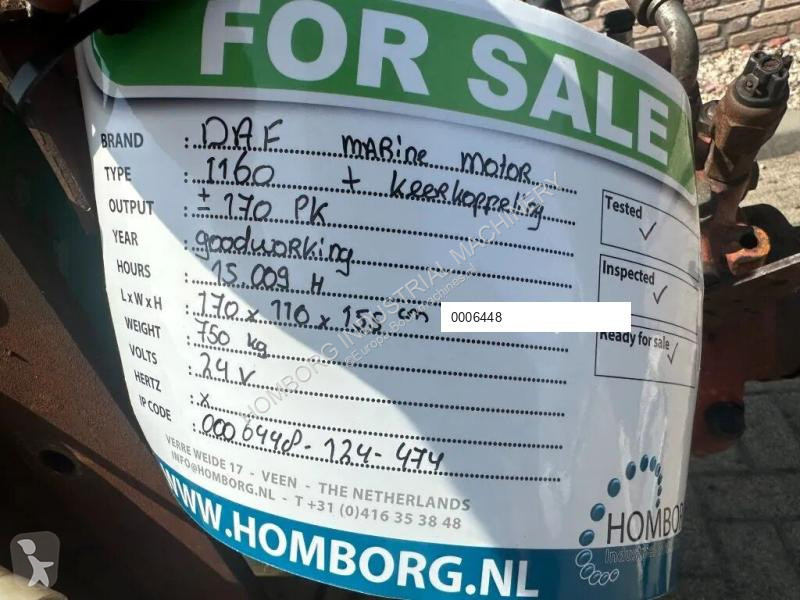 FOR SALE
BRAND : DAF marine motor
TYPE : 1160 + keerkoppeling
OUTPUT : ± 170 PK
YEAR : goodworking
HOURS : 15.009 H
L x W x H : 170 x 110 x 155 cm
WEIGHT : 750 kg
VOLTS : 24 V
HERTZ : x
IP CODE : 0006448-124-474
Tested ✓
Inspected ✓
0006448
Ready for sale ✓
VERRE WEIDE 17 - VEEN - THE NETHERLANDS
INFO@HOMBORG.NL - T +31 (0)416 35 38 48
WWW.HOMBORG.NL
HOMBORG
Industrial
HOMBORG INDUSTRIAL MACHINERY